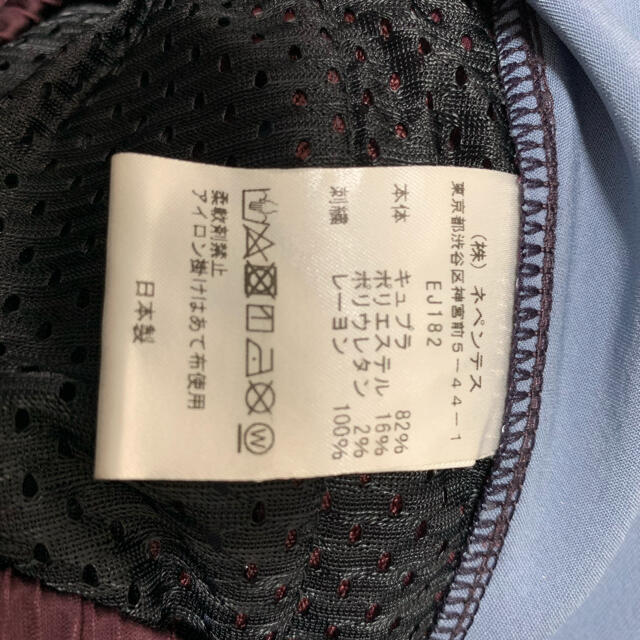 (株) ネペンテス
東京都渋谷区神宮前5-44-1
EJ182
本体 キュプラ 82%
ポリエステル 16%
ポリウレタン 2%
刺繍 レーヨン 100%
W
柔軟剤禁止
アイロン掛けはあて布使用
日本製